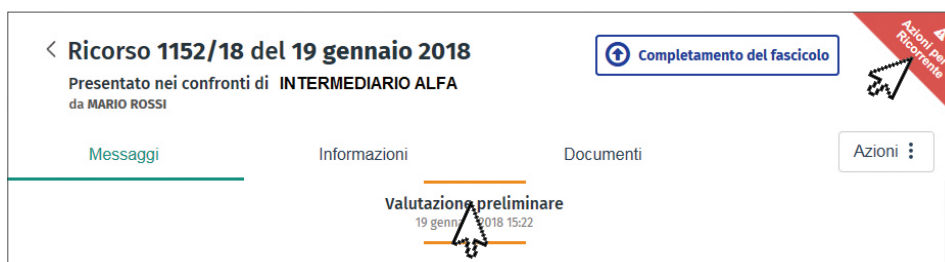 Ricorso 1152/18 del 19 gennaio 2018
Completamento del fascicolo
Azioni per
Ricorrente
Presentato nei confronti di INTERMEDIARIO ALFA
da MARIO ROSSI
Messaggi
Informazioni
Documenti
Azioni
Valutazione preliminare
19 2018 15:22